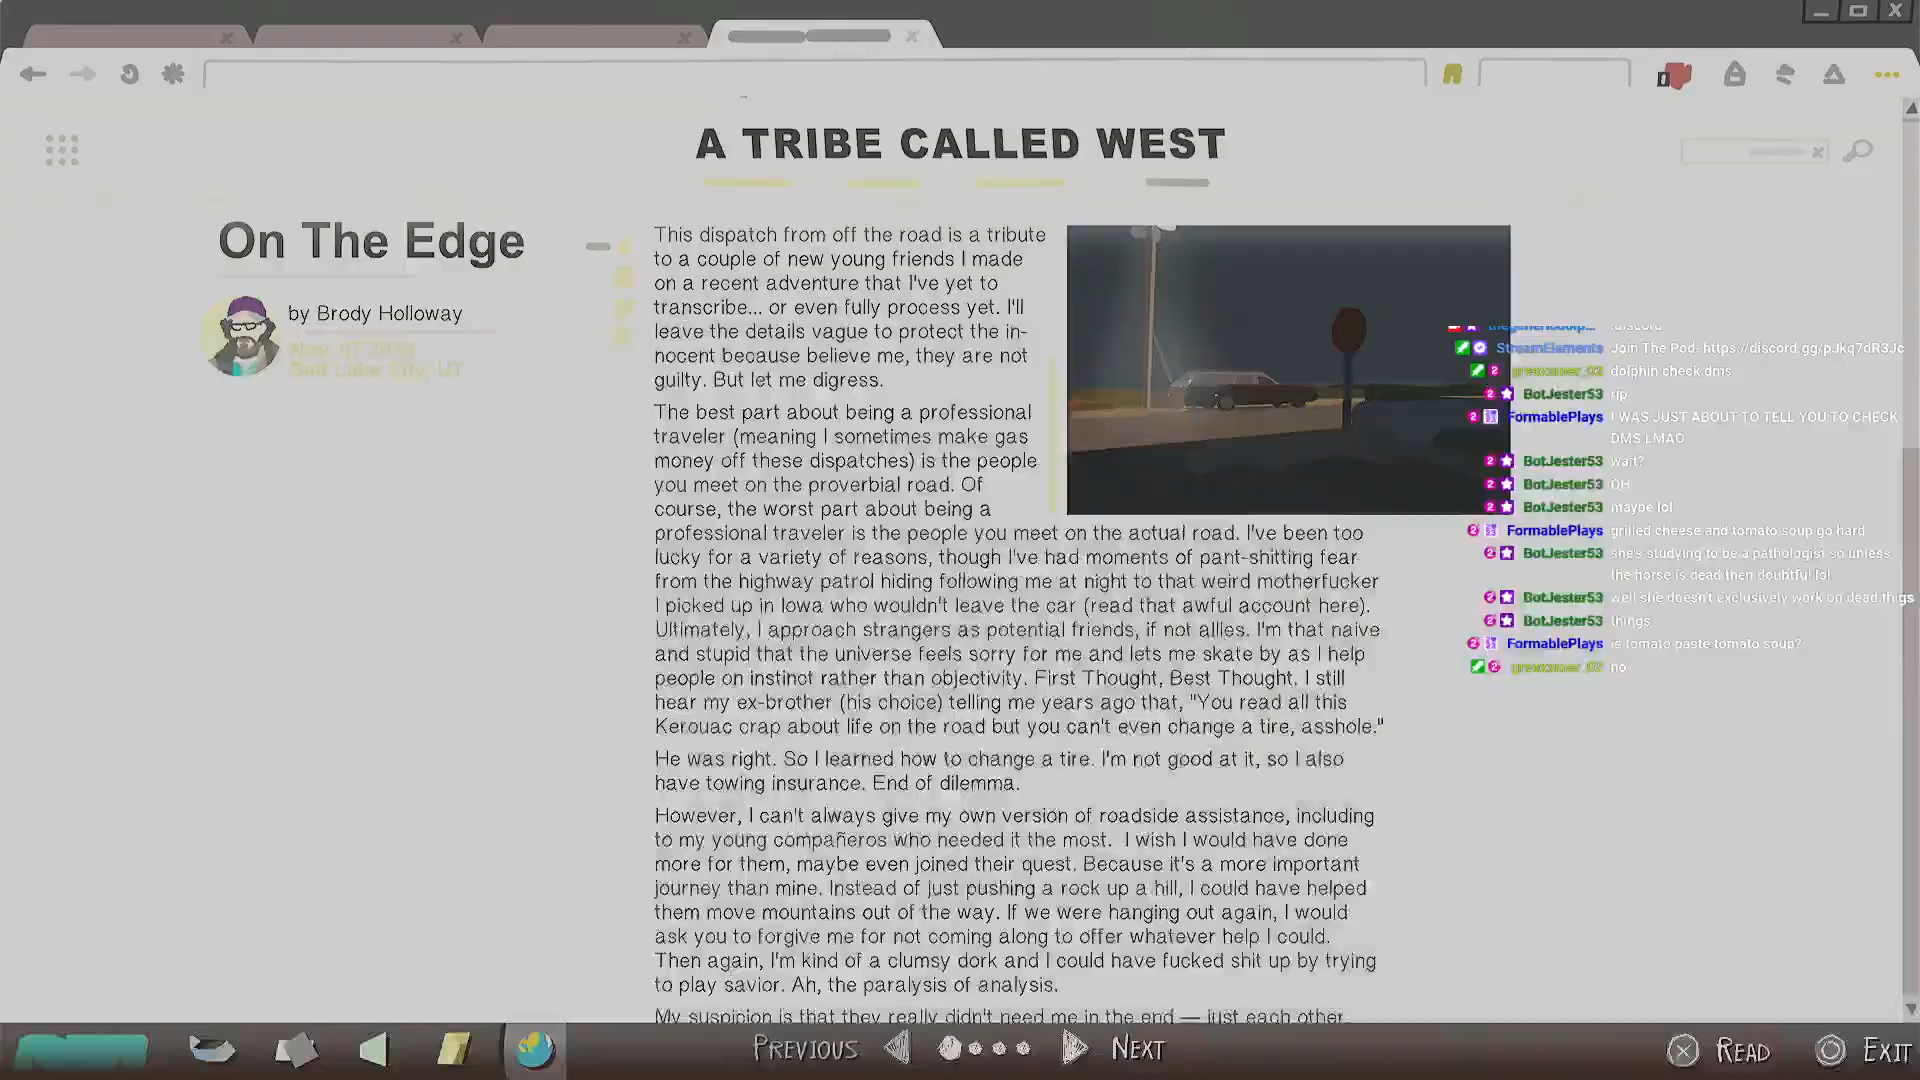 A TRIBE CALLED WEST
On The Edge
by Brody Holloway
Salt Lake City, UT
This dispatch from off the road is a tribute
to a couple of new young friends I made
on a recent adventure that I've yet to
transcribe... or even fully process yet. I'll
leave the details vague to protect the in-
nocent because believe me, they are not
guilty. But let me digress.
The best part about being a professional
traveler (meaning I sometimes make gas
money off these dispatches) is the people
you meet on the proverbial road. Of
course, the worst part about being a
professional traveler is the people you meet on the actual road. I've been too
lucky for a variety of reasons, though I've had moments of pant-shitting fear
from the highway patrol hiding following me at night to that weird motherfucker
I picked up in Iowa who wouldn't leave the car (read that awful account here).
Ultimately, I approach strangers as potential friends, if not allies. I'm that naive
and stupid that the universe feels sorry for me and lets me skate by as I help
people on instinct rather than objectivity. First Thought, Best Thought. I still
hear my ex-brother (his choice) telling me years ago that, "You read all this
Kerouac crap about life on the road but you can't even change a tire, asshole."
He was right. So I learned how to change a tire. I'm not good at it, so I also
have towing insurance. End of dilemma.
However, I can't always give my own version of roadside assistance, including
to my young compañeros who needed it the most. I wish I would have done
more for them, maybe even joined their quest. Because it's a more important
journey than mine. Instead of just pushing a rock up a hill, I could have helped
them move mountains out of the way. If we were hanging out again, I would
ask you to forgive me for not coming along to offer whatever help I could.
Then again, I'm kind of a clumsy dork and I could have fucked shit up by trying
to play savior. Ah, the paralysis of analysis.
My suspicion is that they really didn't need me in the end — just each other.
StreamElements Join The Pod: https://discord.gg/pJkq7dR3Jc
dolphin check dms
BotJester53 rip
FormablePlays I WAS JUST ABOUT TO TELL YOU TO CHECK
DMS LMAO
BotJester53 wait?
BotJester53 OH
BotJester53 maybe lol
FormablePlays grilled cheese and tomato soup go hard
BotJester53 shes studying to be a pathologist so unless
the horse is dead then doubtful lol
BotJester53 well she doesn't exclusively work on dead thigs
BotJester53 things
FormablePlays is tomato paste tomato soup?
no
PREVIOUS NEXT
READ EXIT